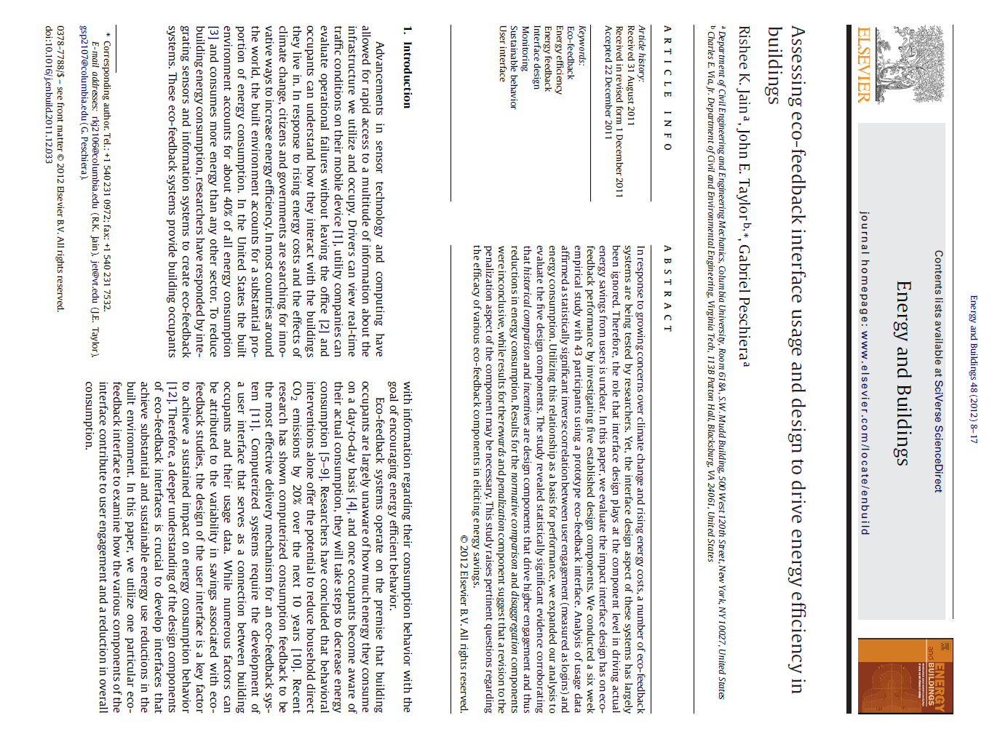 Energy and Buildings 48 (2012) 8–17
Contents lists available at SciVerse ScienceDirect
Energy and Buildings
journal homepage: www.elsevier.com/locate/enbuild
ELSEVIER
ENERGY
and BUILDINGS
Assessing eco-feedback interface usage and design to drive energy efficiency in
buildings
Rishee K. Jain a, John E. Taylor b,*, Gabriel Peschiera a
a Department of Civil Engineering and Engineering Mechanics, Columbia University, Room 618A, S.W. Mudd Building, 500 West 120th Street, New York, NY 10027, United States
b Charles E. Via, Jr. Department of Civil and Environmental Engineering, Virginia Tech, 113B Patton Hall, Blacksburg, VA 24061, United States
ARTICLE INFO
Article history:
Received 31 August 2011
Received in revised form 1 December 2011
Accepted 22 December 2011
Keywords:
Eco-feedback
Energy efficiency
Energy feedback
Interface design
Monitoring
Sustainable behavior
User interface
ABSTRACT
In response to growing concerns over climate change and rising energy costs, a number of eco-feedback
systems are being tested by researchers. Yet, the interface design aspect of these systems has largely
been ignored. Therefore, the role that interface design plays at the component level in driving actual
energy savings from users is unclear. In this paper, we evaluate the impact interface design has on eco-
feedback performance by investigating five established design components. We conducted a six week
empirical study with 43 participants using a prototype eco-feedback interface. Analysis of usage data
affirmed a statistically significant inverse correlation between user engagement (measured as logins) and
energy consumption. Utilizing this relationship as a basis for performance, we expanded our analysis to
evaluate the five design components. The study revealed statistically significant evidence corroborating
that historical comparison and incentives are design components that drive higher engagement and thus
reductions in energy consumption. Results for the normative comparison and disaggregation components
were inconclusive, while results for the rewards and penalization component suggest that a revision to the
penalization aspect of the component may be necessary. This study raises pertinent questions regarding
the efficacy of various eco-feedback components in eliciting energy savings.
© 2012 Elsevier B.V. All rights reserved.
1. Introduction
Advancements in sensor technology and computing have
allowed for rapid access to a multitude of information about the
infrastructure we utilize and occupy. Drivers can view real-time
traffic conditions on their mobile device [1], utility companies can
evaluate operational failures without leaving the office [2] and
occupants can understand how they interact with the buildings
they live in. In response to rising energy costs and the effects of
climate change, citizens and governments are searching for inno-
vative ways to increase energy efficiency. In most countries around
the world, the built environment accounts for a substantial pro-
portion of energy consumption. In the United States the built
environment accounts for about 40% of all energy consumption
[3] and consumes more energy than any other sector. To reduce
building energy consumption, researchers have responded by inte-
grating sensors and information systems to create eco-feedback
systems. These eco-feedback systems provide building occupants
with information regarding their consumption behavior with the
goal of encouraging energy efficient behavior.
Eco-feedback systems operate on the premise that building
occupants are largely unaware of how much energy they consume
on a day-to-day basis [4], and once occupants become aware of
their actual consumption, they will take steps to decrease energy
consumption [5–9]. Researchers have concluded that behavioral
interventions alone offer the potential to reduce household direct
CO2 emissions by 20% over the next 10 years [10]. Recent
research has shown computerized consumption feedback to be
the most effective delivery mechanism for an eco-feedback sys-
tem [11]. Computerized systems require the development of
a user interface that serves as a connection between building
occupants and their usage data. While numerous factors can
be attributed to the variability in savings associated with eco-
feedback studies, the design of the user interface is a key factor
to achieve a sustained impact on energy consumption behavior
[12]. Therefore, a deeper understanding of the design components
of eco-feedback interfaces is crucial to develop interfaces that
achieve substantial and sustainable energy use reductions in the
built environment. In this paper, we utilize one particular eco-
feedback interface to examine how the various components of the
interface contribute to user engagement and a reduction in overall
consumption.
* Corresponding author. Tel.: +1 540 231 0972; fax: +1 540 231 7532.
E-mail addresses: rkj2106@columbia.edu (R.K. Jain), jet@vt.edu (J.E. Taylor),
gsp2107@columbia.edu (G. Peschiera).
0378-7788/$ – see front matter © 2012 Elsevier B.V. All rights reserved.
doi:10.1016/j.enbuild.2011.12.033